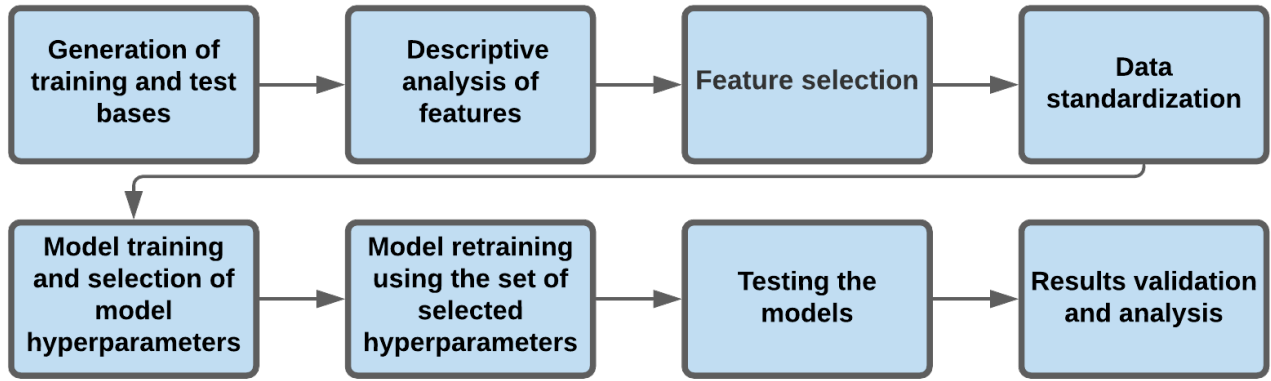 Generation of
training and test
bases
Descriptive
analysis of
features
Feature selection
Data
standardization
Model training
and selection of
model
hyperparameters
Model retraining
using the set of
selected
hyperparameters
Testing the
models
Results validation
and analysis